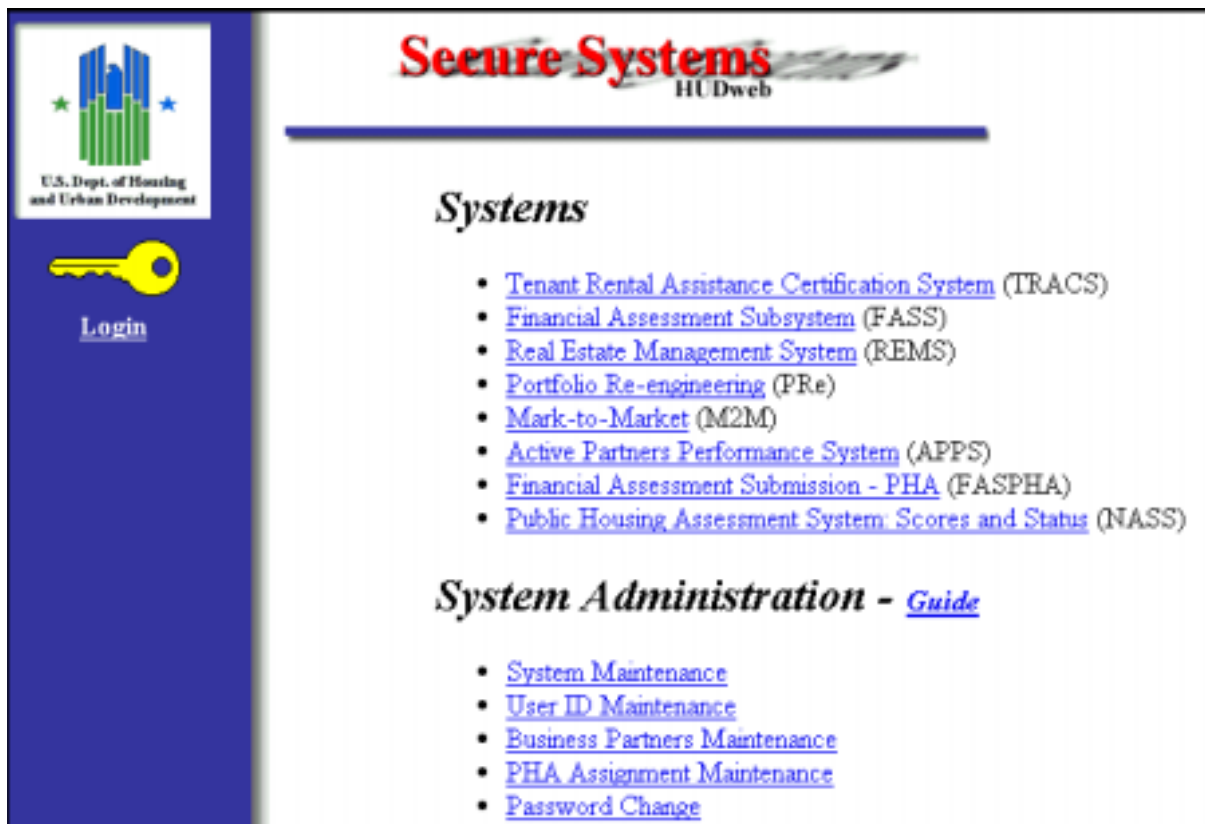 U.S. Dept. of Housing
and Urban Development
Login
Secure Systems
HUDweb
Systems
• Tenant Rental Assistance Certification System (TRACS)
• Financial Assessment Subsystem (FASS)
• Real Estate Management System (REMS)
• Portfolio Re-engineering (PRe)
• Mark-to-Market (M2M)
• Active Partners Performance System (APPS)
• Financial Assessment Submission - PHA (FASPHA)
• Public Housing Assessment System: Scores and Status (NASS)
System Administration - Guide
• System Maintenance
• User ID Maintenance
• Business Partners Maintenance
• PHA Assignment Maintenance
• Password Change